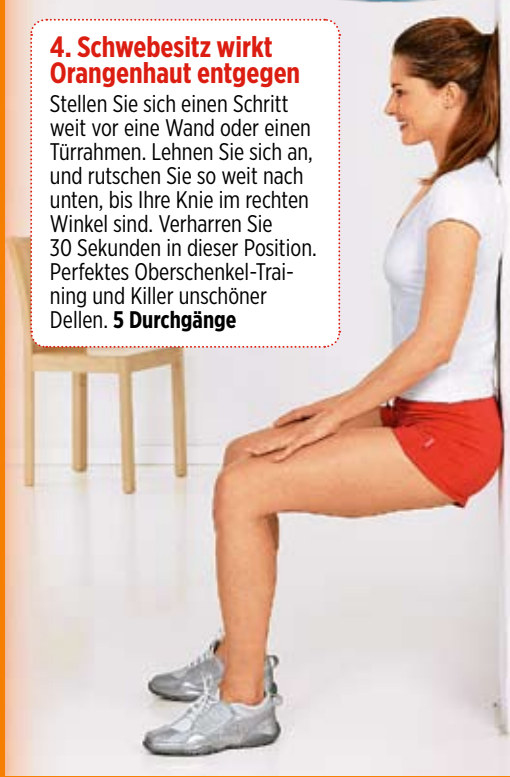 4. Schwebesitz wirkt
Orangenhaut entgegen
Stellen Sie sich einen Schritt
weit vor eine Wand oder einen
Türrahmen. Lehnen Sie sich an,
und rutschen Sie so weit nach
unten, bis Ihre Knie im rechten
Winkel sind. Verharren Sie
30 Sekunden in dieser Position.
Perfektes Oberschenkel-Trai-
ning und Killer unschöner
Dellen. 5 Durchgänge